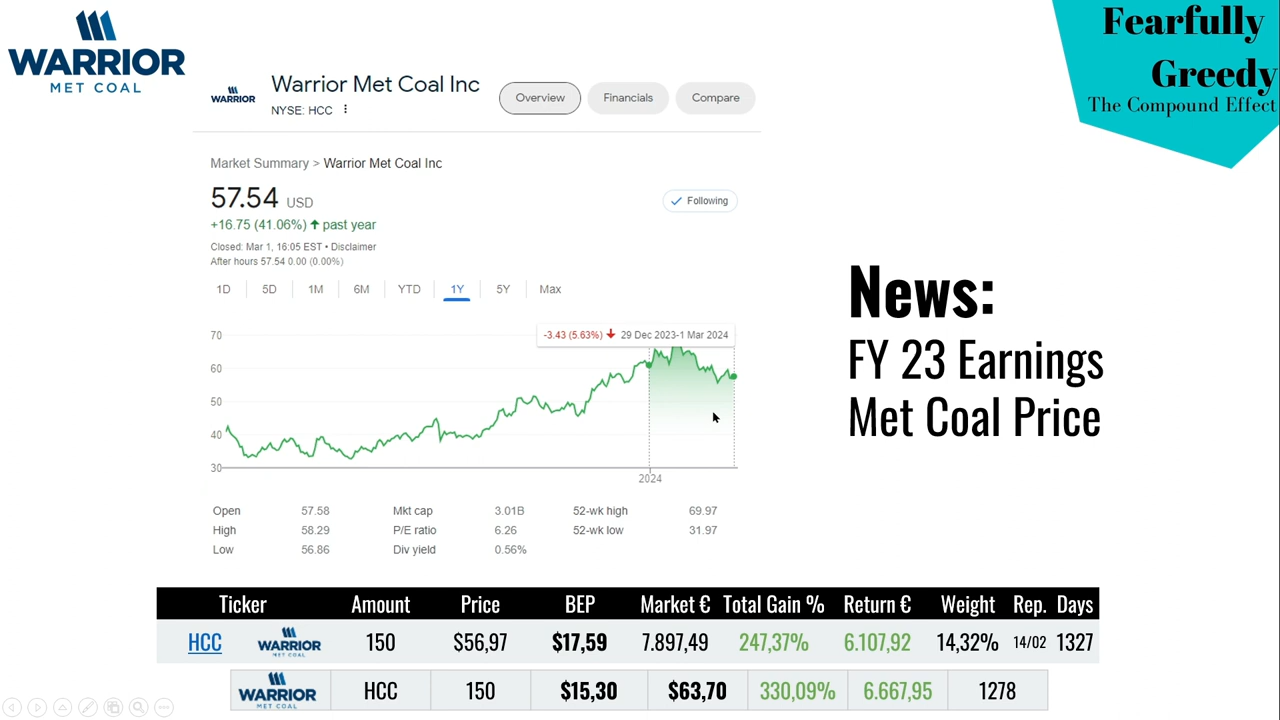 WARRIOR
MET COAL
Fearfully
Greedy
The Compound Effect
WARRIOR
Warrior Met Coal Inc
NYSE: HCC
Overview
Financials
Compare
Market Summary > Warrior Met Coal Inc
57.54 USD
Following
+16.75 (41.06%) ↑ past year
Closed: Mar 1, 16:05 EST • Disclaimer
After hours 57.54 0.00 (0.00%)
1D 5D 1M 6M YTD 1Y 5Y Max
-3.43 (5.63%) ↓ 29 Dec 2023-1 Mar 2024
70
60
50
40
30
2024
Open 57.58 Mkt cap 3.01B 52-wk high 69.97
High 58.29 P/E ratio 6.26 52-wk low 31.97
Low 56.86 Div yield 0.56%
News:
FY 23 Earnings
Met Coal Price
Ticker Amount Price BEP Market € Total Gain % Return € Weight Rep. Days
HCC WARRIOR MET COAL 150 $56,97 $17,59 7.897,49 247,37% 6.107,92 14,32% 14/02 1327
WARRIOR MET COAL HCC 150 $15,30 $63,70 330,09% 6.667,95 1278